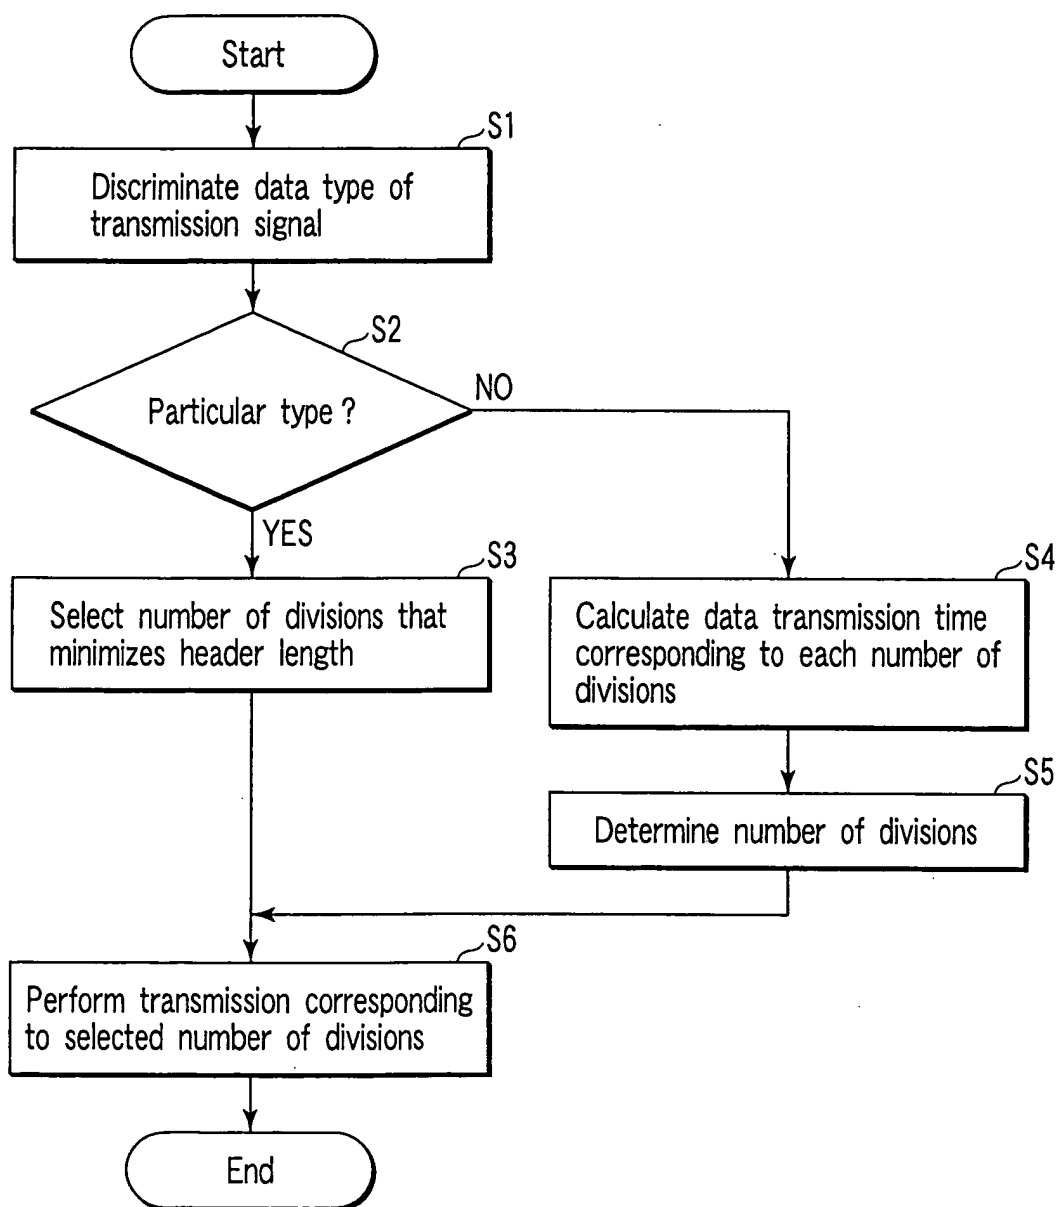 Start
S1
Discriminate data type of
transmission signal
S2
Particular type ?
NO
YES
S3
Select number of divisions that
minimizes header length
S4
Calculate data transmission time
corresponding to each number of
divisions
S5
Determine number of divisions
S6
Perform transmission corresponding
to selected number of divisions
End